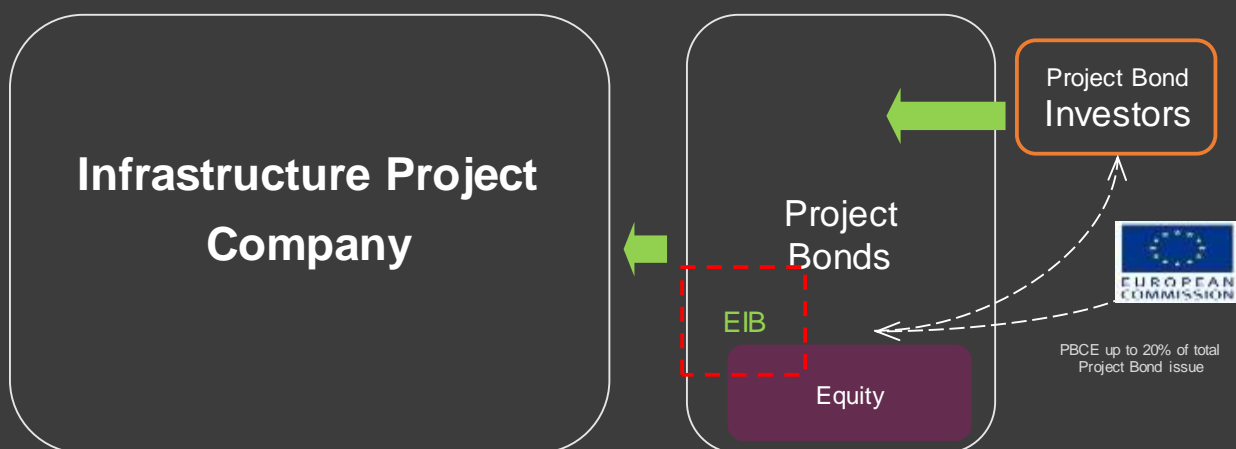 Infrastructure Project
Company
Project
Bonds
EIB
Equity
Project Bond
Investors
EUROPEAN
COMMISSION
PBCE up to 20% of total
Project Bond issue